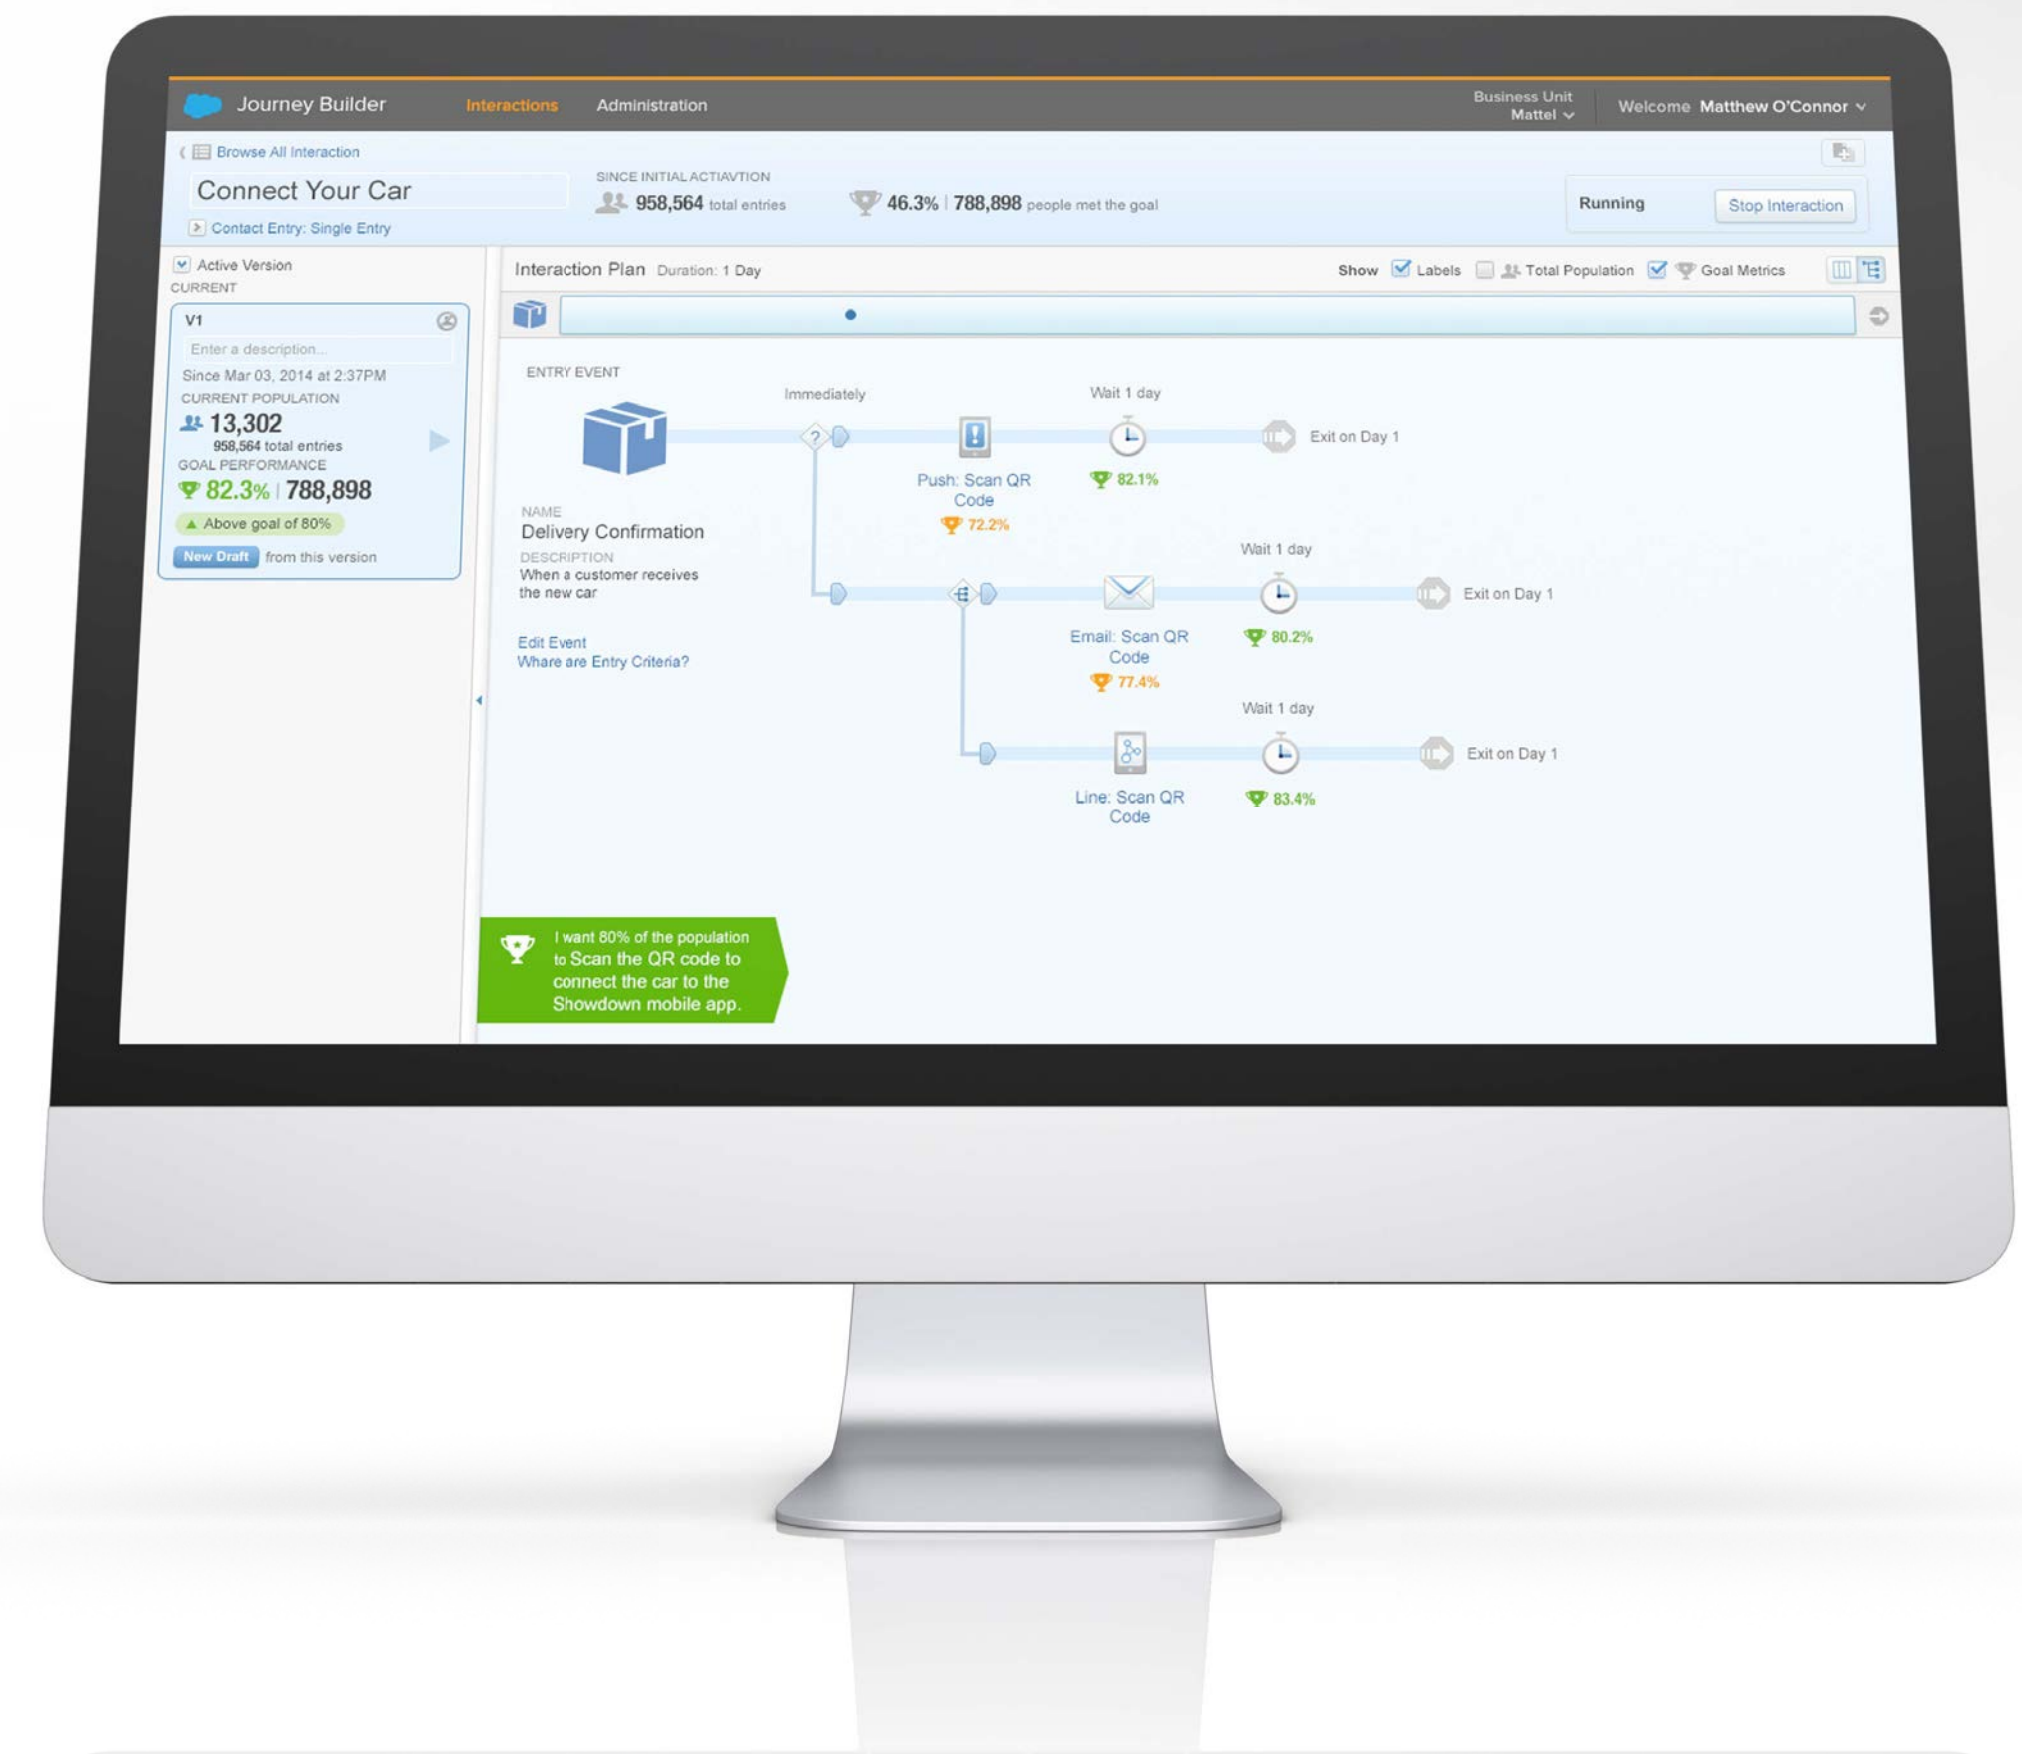 Journey Builder
Interactions
Administration
Business Unit
Mattel
Welcome Matthew O'Connor
Browse All Interaction
Connect Your Car
Contact Entry: Single Entry
SINCE INITIAL ACTIAVTION
958,564 total entries
46.3% | 788,898 people met the goal
Running
Stop Interaction
Active Version
CURRENT
V1
Enter a description...
Since Mar 03, 2014 at 2:37PM
CURRENT POPULATION
13,302
958,564 total entries
GOAL PERFORMANCE
82.3% | 788,898
Above goal of 80%
New Draft from this version
Interaction Plan Duration: 1 Day
Show Labels Total Population Goal Metrics
ENTRY EVENT
NAME
Delivery Confirmation
DESCRIPTION
When a customer receives
the new car
Edit Event
Whare are Entry Criteria?
Immediately
?
Push: Scan QR
Code
72.2%
Wait 1 day
82.1%
Exit on Day 1
Email: Scan QR
Code
77.4%
Wait 1 day
80.2%
Exit on Day 1
Line: Scan QR
Code
Wait 1 day
83.4%
Exit on Day 1
I want 80% of the population
to Scan the QR code to
connect the car to the
Showdown mobile app.